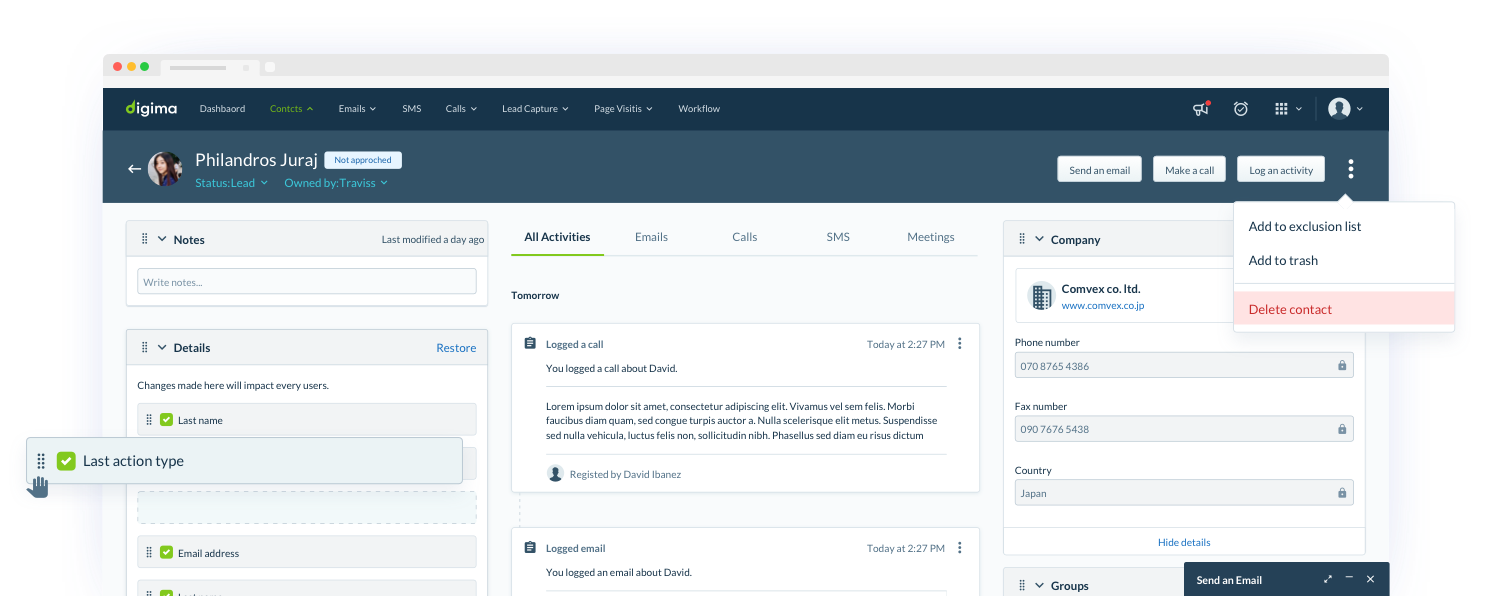 digima
Dashbaord
Contcts
Emails
SMS
Calls
Lead Capture
Page Visitis
Workflow
Philandros Juraj
Not approched
Status:Lead
Owned by:Traviss
Send an email
Make a call
Log an activity
Add to exclusion list
Add to trash
Delete contact
Notes
Last modified a day ago
Write notes...
Details
Restore
Changes made here will impact every users.
Last name
Last action type
Email address
All Activities
Emails
Calls
SMS
Meetings
Tomorrow
Logged a call
Today at 2:27 PM
You logged a call about David.
Lorem ipsum dolor sit amet, consectetur adipiscing elit. Vivamus vel sem felis. Morbi
faucibus diam quam, sed congue turpis auctor a. Nulla scelerisque elit metus. Suspendisse
sed nulla vehicula, luctus felis non, sollicitudin nibh. Phasellus sed diam eu risus dictum
Registed by David Ibanez
Logged email
Today at 2:27 PM
You logged an email about David.
Company
Comvex co. ltd.
www.comvex.co.jp
Phone number
070 8765 4386
Fax number
090 7676 5438
Country
Japan
Hide details
Groups
Send an Email